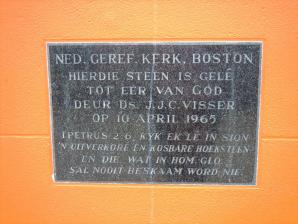 NED. GEREF. KERK, BOSTON
HIERDIE STEEN IS GELÊ
TOT EER VAN GOD
DEUR DS. J.J.C. VISSER
OP 10 APRIL 1965
I PETRUS 2:6, KYK EK LÊ IN SION
'N UITVERKORE EN KOSBARE HOEKSTEEN
EN DIE, WAT IN HOM GLO,
SAL NOOIT BESKAAM WORD NIE.